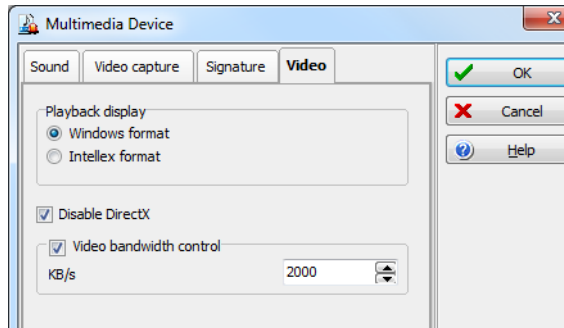 Multimedia Device
Sound Video capture Signature Video
OK
Cancel
Help
Playback display
Windows format
Intellex format
Disable DirectX
Video bandwidth control
KB/s 2000